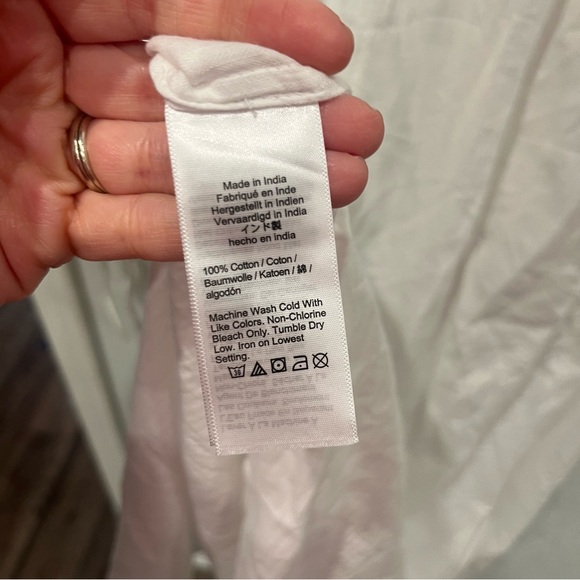 Made in India
Fabriqué en Inde
Hergestellt in Indien
Vervaardigd in India
インド製
hecho en india
100% Cotton / Coton /
Baumwolle / Katoen / 綿 /
algodón
Machine Wash Cold With
Like Colors. Non-Chlorine
Bleach Only. Tumble Dry
Low. Iron on Lowest
Setting.
30